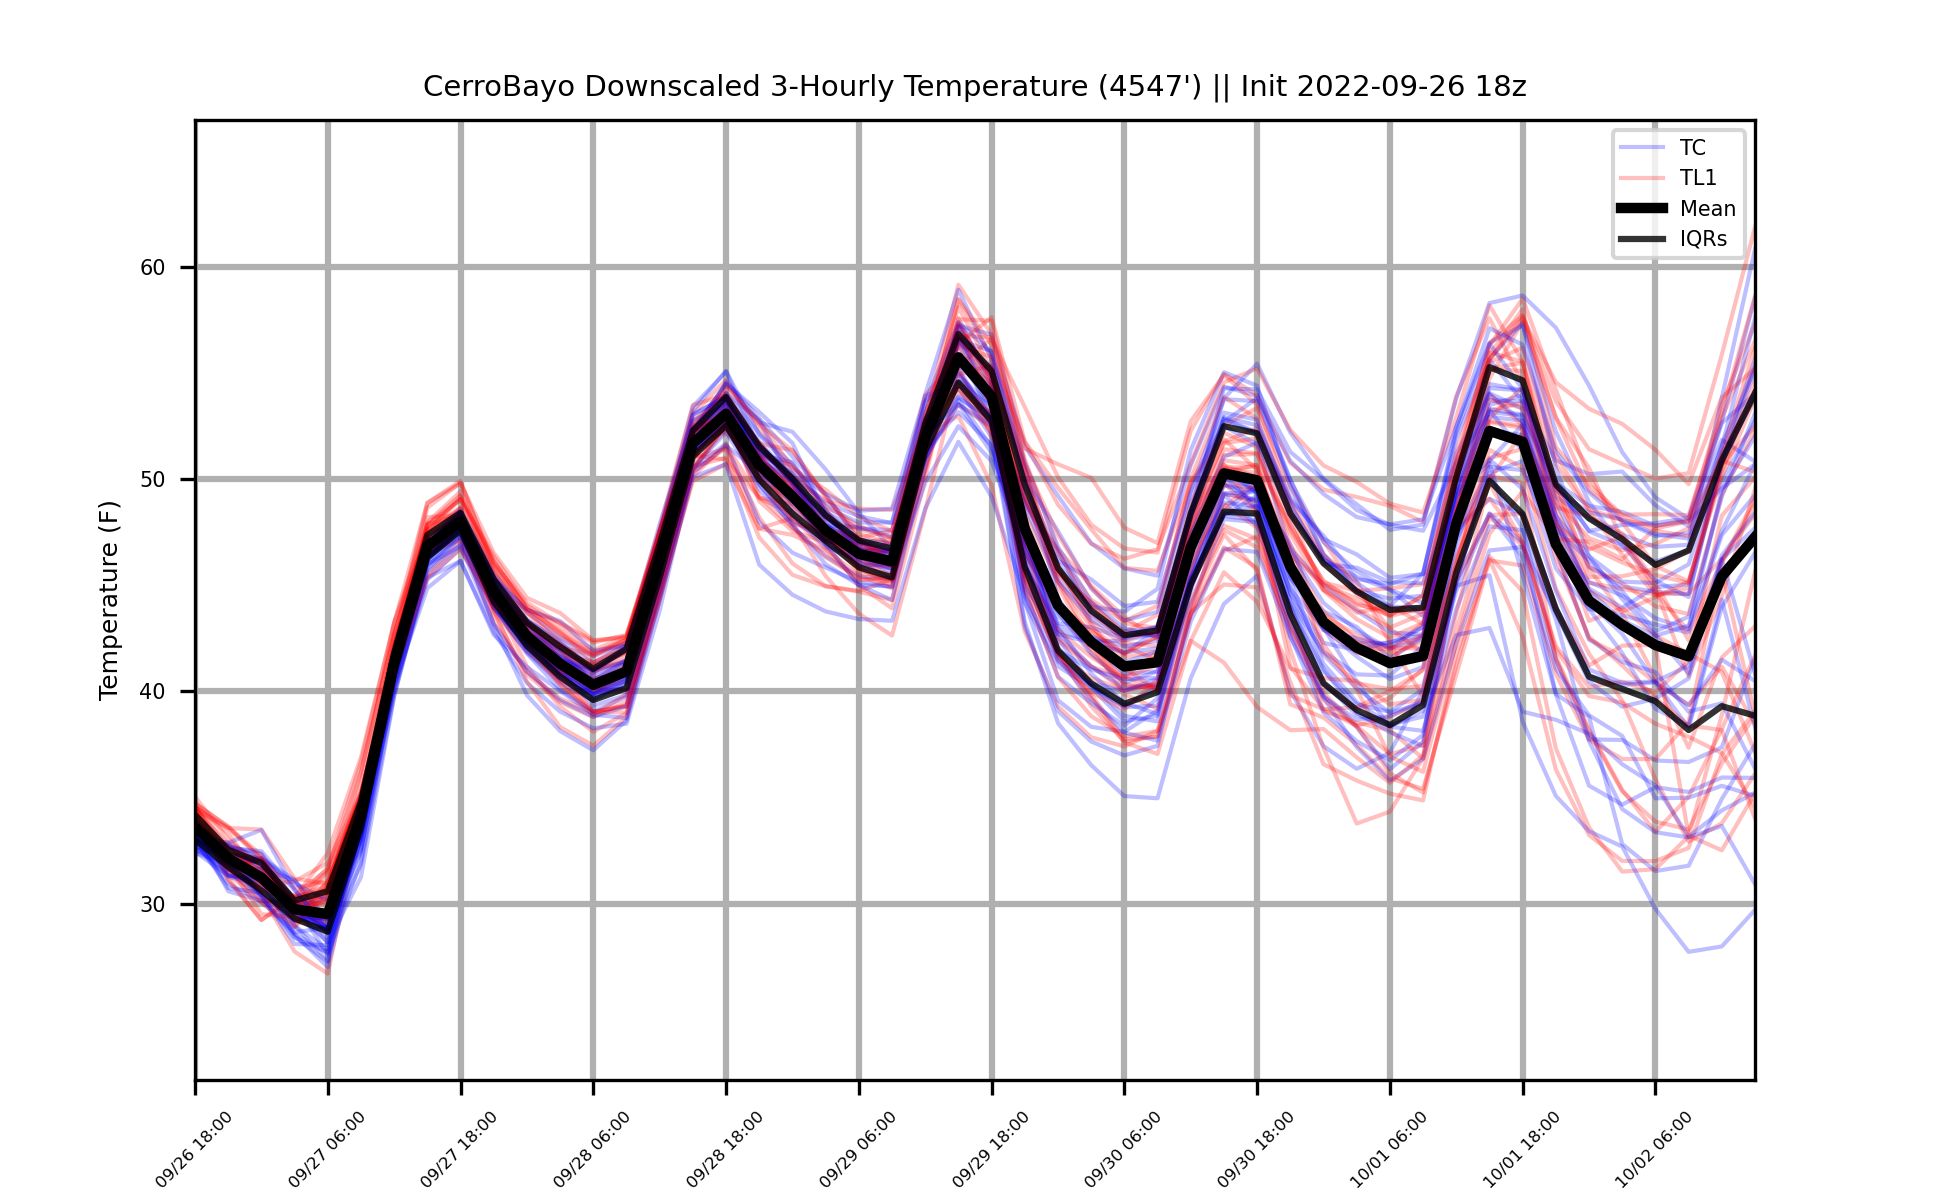 CerroBayo Downscaled 3-Hourly Temperature (4547') || Init 2022-09-26 18z
TC
TL1
Mean
IQRs
Temperature (F)
60
50
40
30
09/26 18:00
09/27 06:00
09/27 18:00
09/28 06:00
09/28 18:00
09/29 06:00
09/29 18:00
09/30 06:00
09/30 18:00
10/01 06:00
10/01 18:00
10/02 06:00